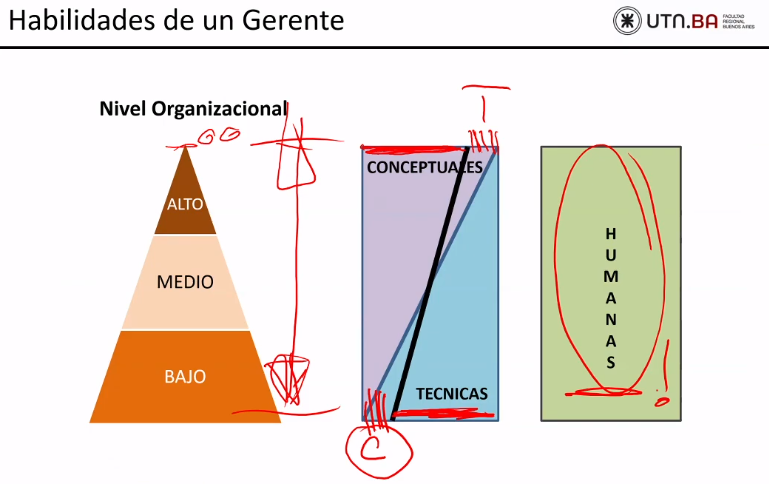 Habilidades de un Gerente
UTN.BA
FACULTAD
REGIONAL
BUENOS AIRES
Nivel Organizacional
ALTO
MEDIO
BAJO
T
CONCEPTUALES
TECNICAS
C
H
U
M
A
N
A
S
!